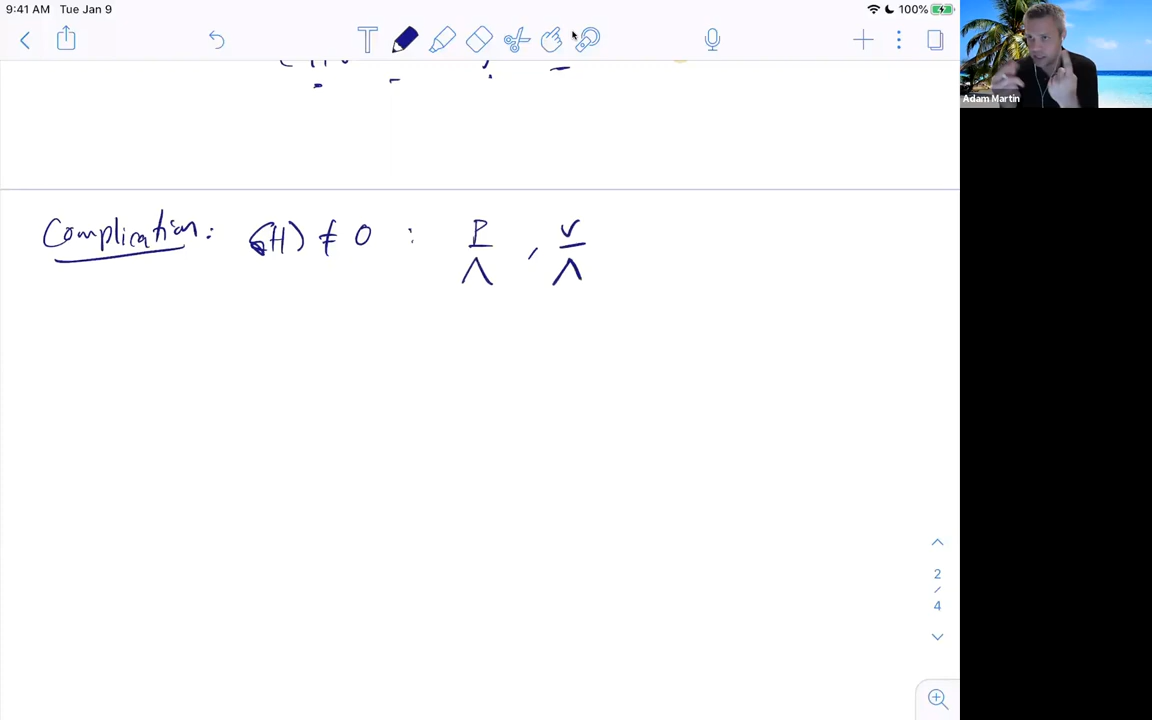 9:41 AM Tue Jan 9
100%
T
Adam Martin
Complication: ⟨H⟩ ≠ 0 : p/Λ , v/Λ
2
/
4